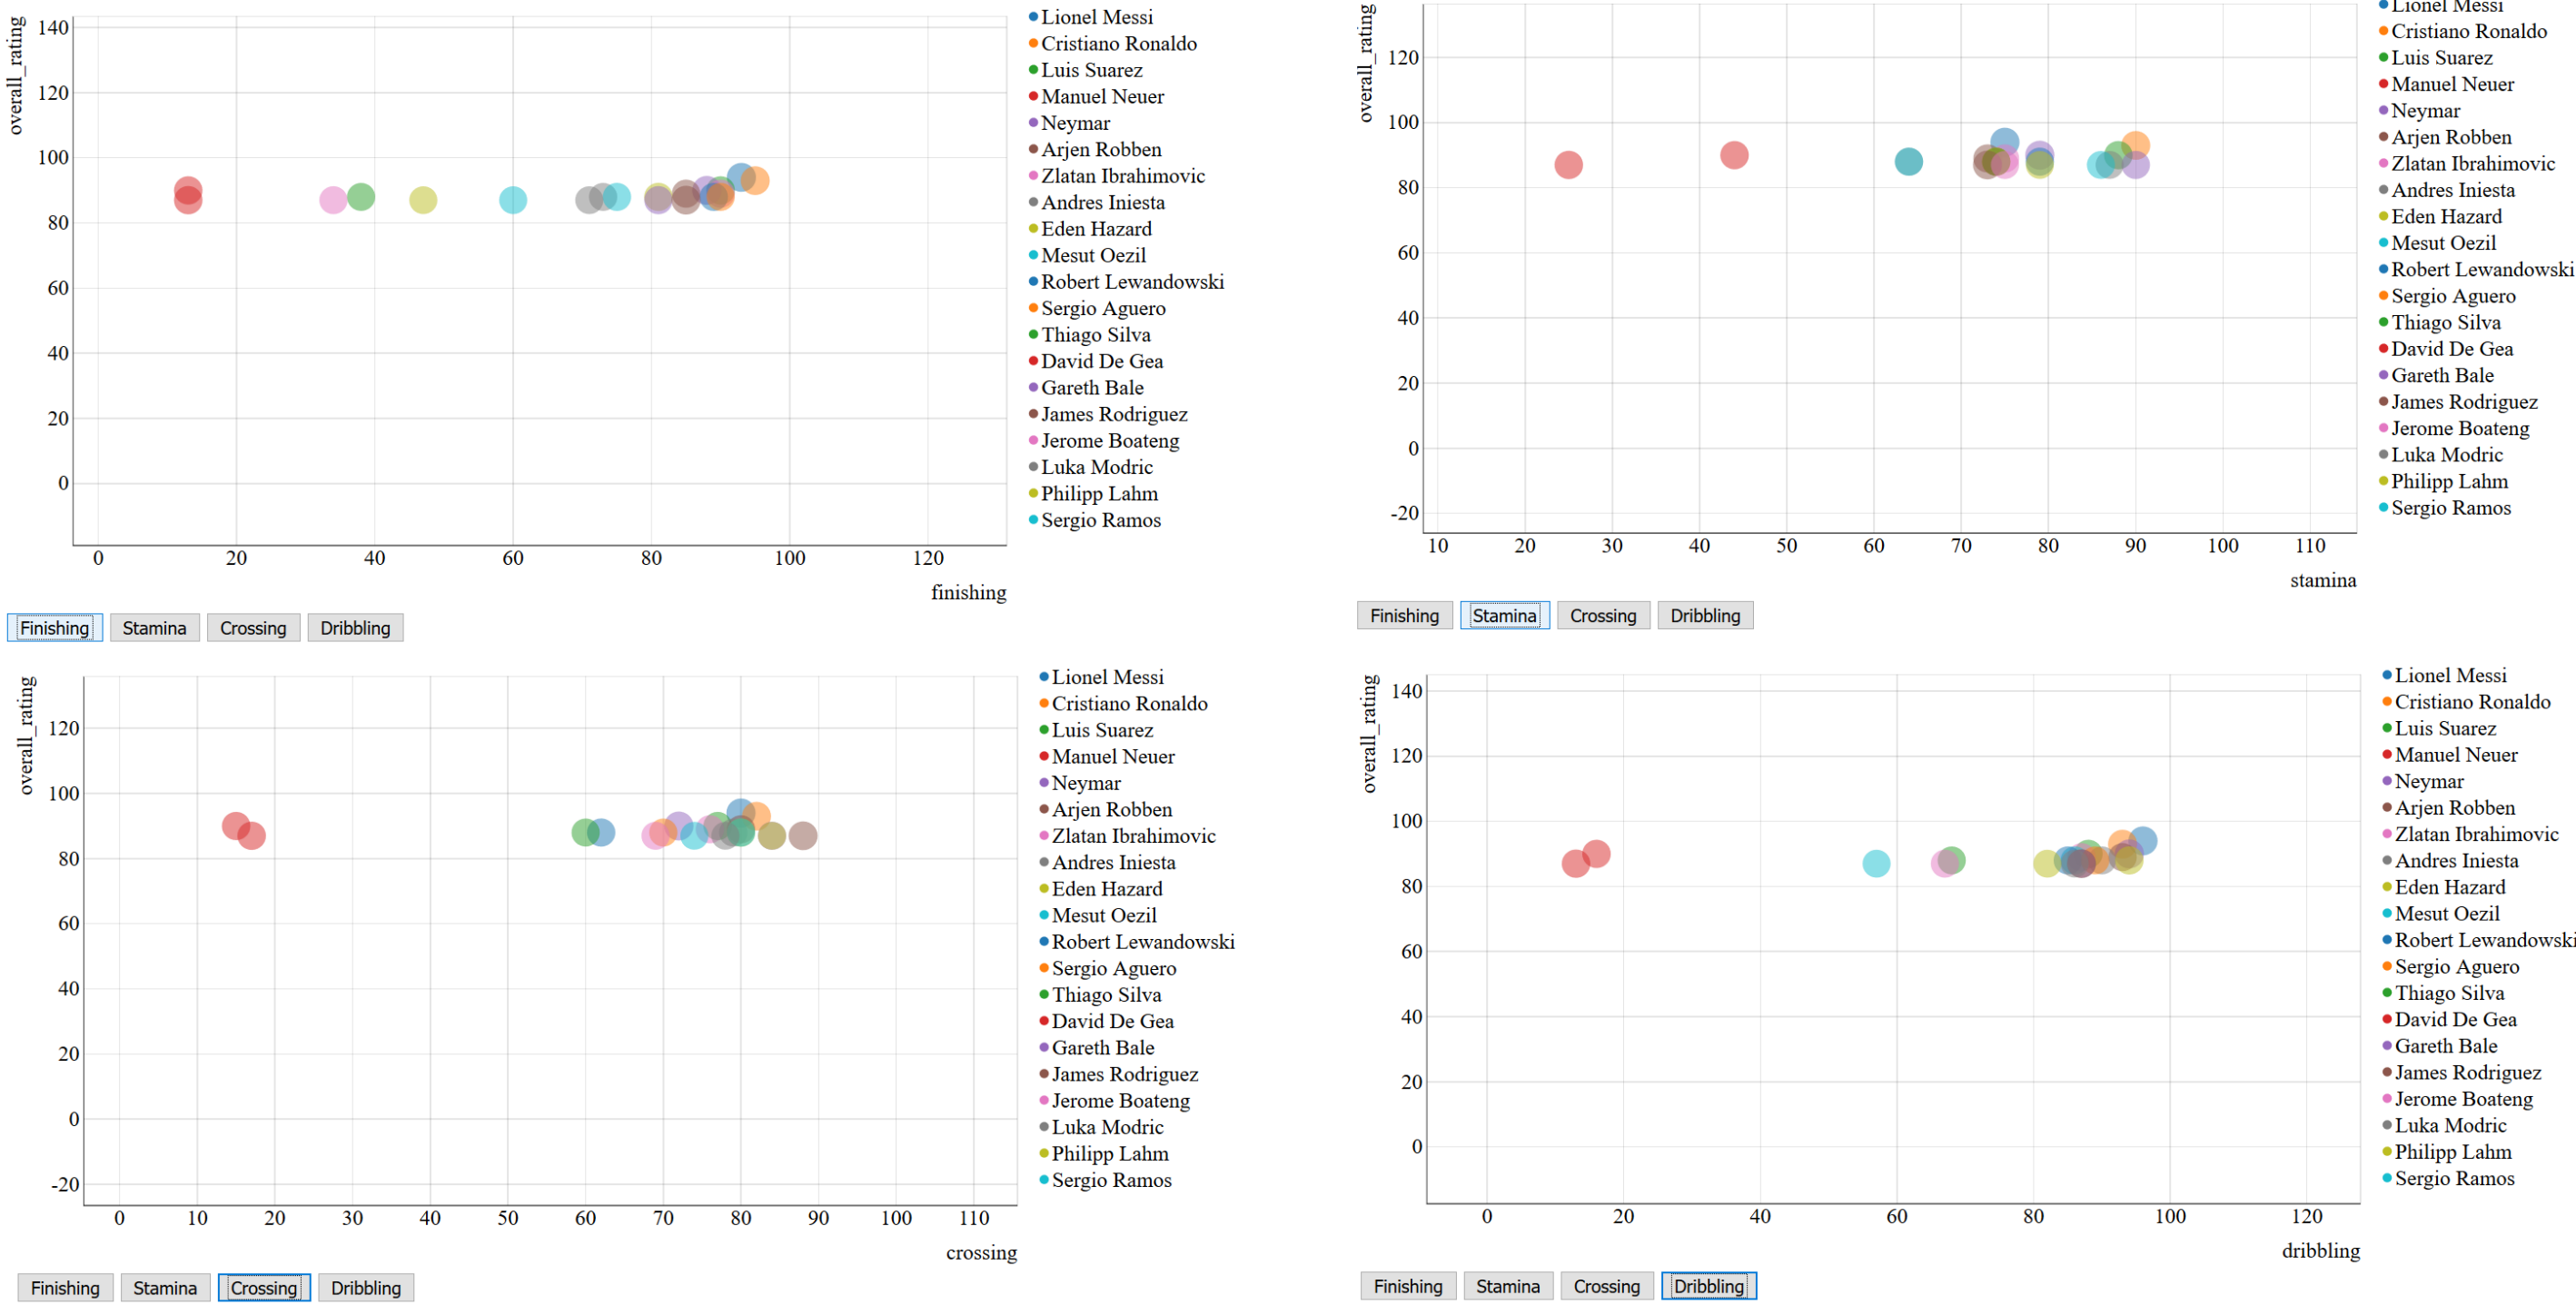 overall_rating
140
120
100
80
60
40
20
0
0 20 40 60 80 100 120
finishing
Lionel Messi
Cristiano Ronaldo
Luis Suarez
Manuel Neuer
Neymar
Arjen Robben
Zlatan Ibrahimovic
Andres Iniesta
Eden Hazard
Mesut Oezil
Robert Lewandowski
Sergio Aguero
Thiago Silva
David De Gea
Gareth Bale
James Rodriguez
Jerome Boateng
Luka Modric
Philipp Lahm
Sergio Ramos
Finishing Stamina Crossing Dribbling
overall_rating
120
100
80
60
40
20
0
-20
10 20 30 40 50 60 70 80 90 100 110
stamina
Lionel Messi
Cristiano Ronaldo
Luis Suarez
Manuel Neuer
Neymar
Arjen Robben
Zlatan Ibrahimovic
Andres Iniesta
Eden Hazard
Mesut Oezil
Robert Lewandowski
Sergio Aguero
Thiago Silva
David De Gea
Gareth Bale
James Rodriguez
Jerome Boateng
Luka Modric
Philipp Lahm
Sergio Ramos
Finishing Stamina Crossing Dribbling
overall_rating
120
100
80
60
40
20
0
-20
0 10 20 30 40 50 60 70 80 90 100 110
crossing
Lionel Messi
Cristiano Ronaldo
Luis Suarez
Manuel Neuer
Neymar
Arjen Robben
Zlatan Ibrahimovic
Andres Iniesta
Eden Hazard
Mesut Oezil
Robert Lewandowski
Sergio Aguero
Thiago Silva
David De Gea
Gareth Bale
James Rodriguez
Jerome Boateng
Luka Modric
Philipp Lahm
Sergio Ramos
Finishing Stamina Crossing Dribbling
overall_rating
140
120
100
80
60
40
20
0
0 20 40 60 80 100 120
dribbling
Lionel Messi
Cristiano Ronaldo
Luis Suarez
Manuel Neuer
Neymar
Arjen Robben
Zlatan Ibrahimovic
Andres Iniesta
Eden Hazard
Mesut Oezil
Robert Lewandowski
Sergio Aguero
Thiago Silva
David De Gea
Gareth Bale
James Rodriguez
Jerome Boateng
Luka Modric
Philipp Lahm
Sergio Ramos
Finishing Stamina Crossing Dribbling